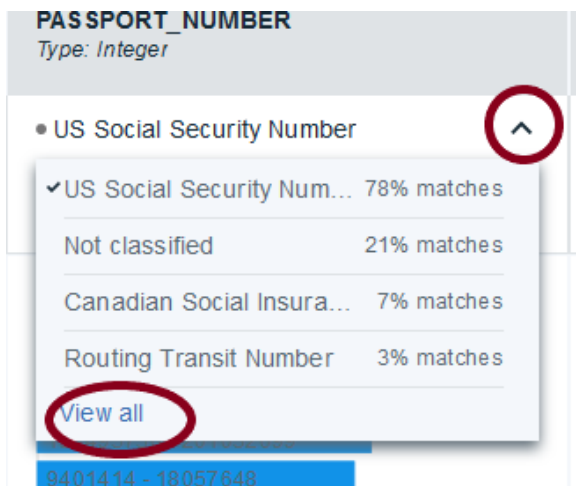 PASSPORT_NUMBER
Type: Integer
US Social Security Number
US Social Security Num... 78% matches
Not classified 21% matches
Canadian Social Insura... 7% matches
Routing Transit Number 3% matches
View all
9401414 - 18057648